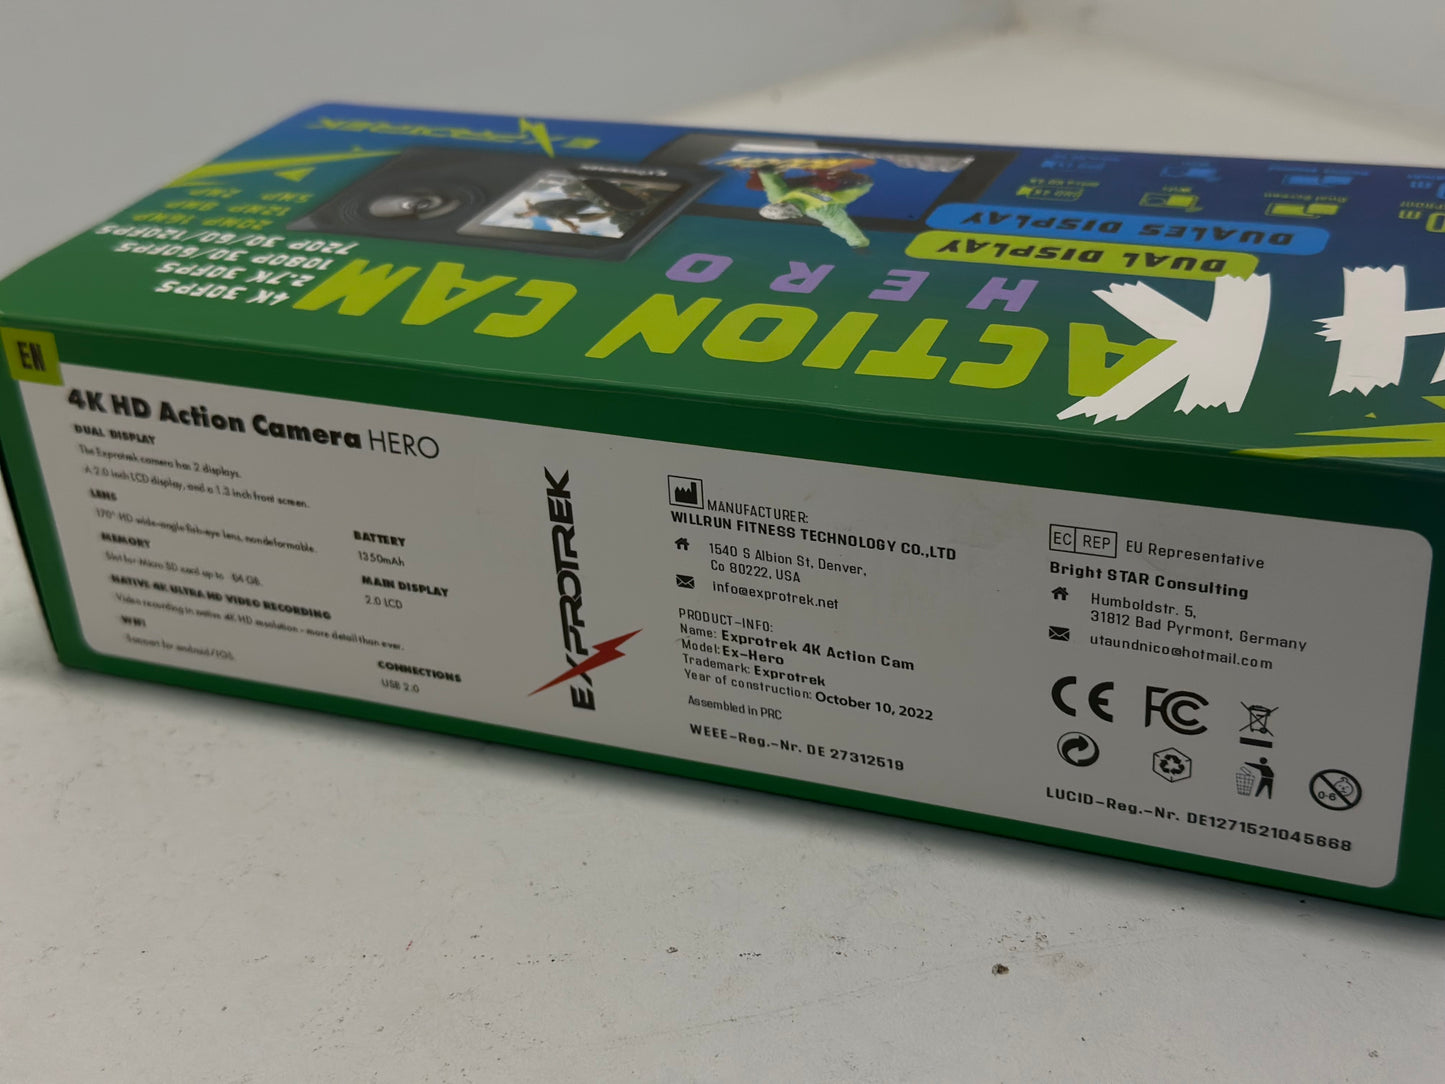 EXPROTREK
4K 30FPS
2.7K 30FPS
1080P 30/60FPS
720P 30/60/120FPS
20MP 16MP
12MP 8MP
5MP
2MP
DUALES DISPLAY
DUAL DISPLAY
HERO
ACTION CAM
4K
EN
4K HD Action Camera HERO
DUAL DISPLAY
The Exprotrek camera has 2 displays.
A 2.0 inch LCD display, and a 1.3 inch front screen.
LENS
170° HD wide-angle fish-eye lens, nondeformable.
MEMORY
Slot for Micro SD card up to 64 GB.
NATIVE 4K ULTRA HD VIDEO RECORDING
Video recording in native 4K HD resolution - more detail than ever.
WIFI
Support for android/IOS
BATTERY
1350mAh
MAIN DISPLAY
2.0 LCD
CONNECTIONS
USB 2.0
EXPROTREK
MANUFACTURER:
WILLRUN FITNESS TECHNOLOGY CO.,LTD
1540 S Albion St, Denver,
Co 80222, USA
info@exprotrek.net
PRODUCT-INFO:
Name: Exprotrek 4K Action Cam
Model: Ex-Hero
Trademark: Exprotrek
Year of construction: October 10, 2022
Assembled in PRC
WEEE-Reg.-Nr. DE 27312519
EC REP EU Representative
Bright STAR Consulting
Humboldtstr. 5,
31812 Bad Pyrmont, Germany
utaundnico@hotmail.com
CE FC
0-6
LUCID-Reg.-Nr. DE1271521045668